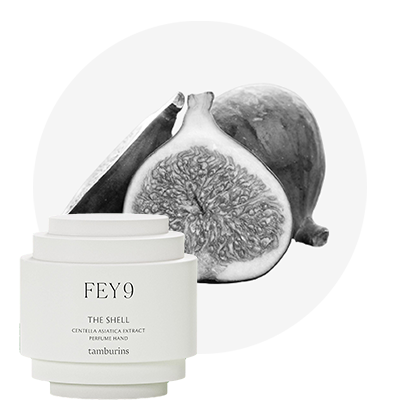 FEY9
THE SHELL
CENTELLA ASIATICA EXTRACT
PERFUME HAND
tamburins